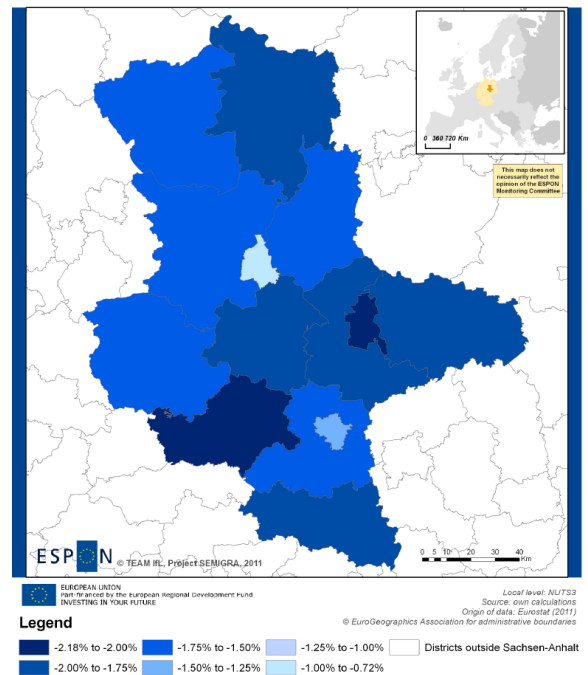 0 360 720 Km
This map does not
necessarily reflect the
opinion of the ESPON
Monitoring Committee
ESPON © TEAM IfL, Project SEMIGRA, 2011
0 5 10 20 30 40
Km
EUROPEAN UNION
Part-financed by the European Regional Development Fund
INVESTING IN YOUR FUTURE
Local level: NUTS3
Source: own calculations
Origin of data: Eurostat (2011)
© EuroGeographics Association for administrative boundaries
Legend
-2.18% to -2.00% -1.75% to -1.50% -1.25% to -1.00% Districts outside Sachsen-Anhalt
-2.00% to -1.75% -1.50% to -1.25% -1.00% to -0.72%